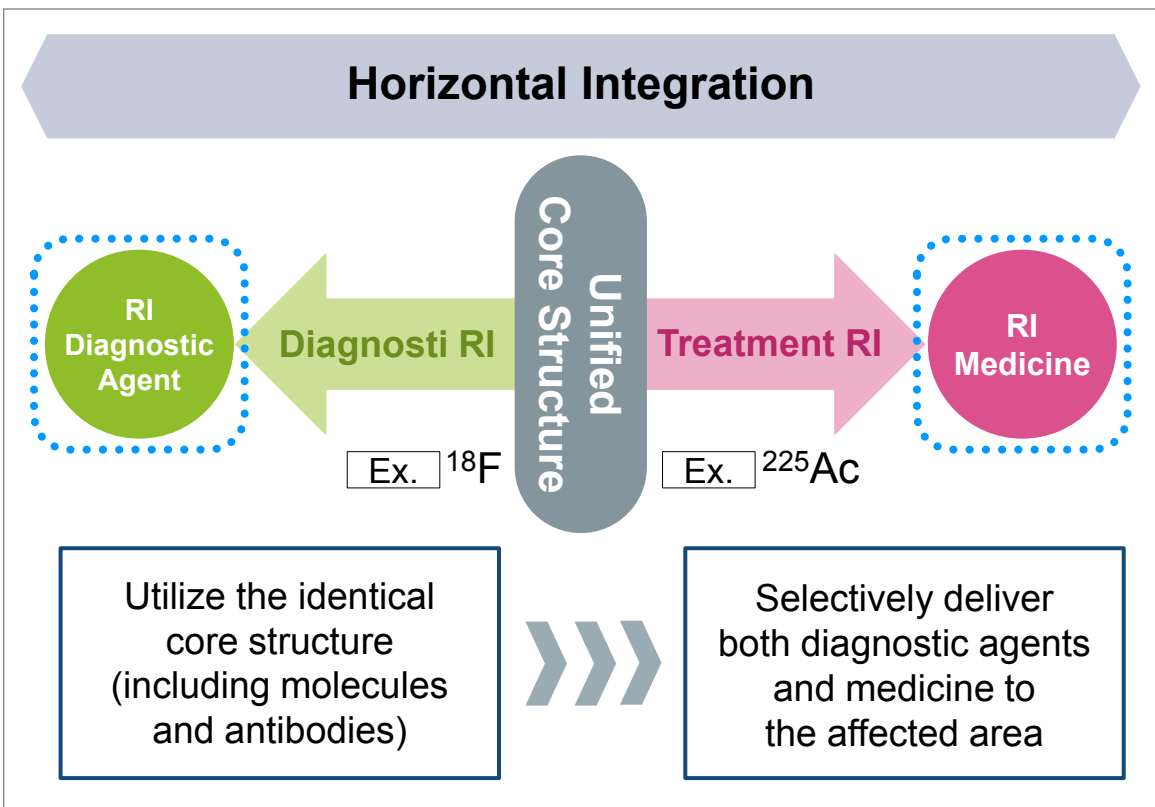 Horizontal Integration
RI
Diagnostic
Agent
Diagnosti RI
Unified
Core Structure
Treatment RI
RI
Medicine
Ex. 18F
Ex. 225Ac
Utilize the identical
core structure
(including molecules
and antibodies)
Selectively deliver
both diagnostic agents
and medicine to
the affected area